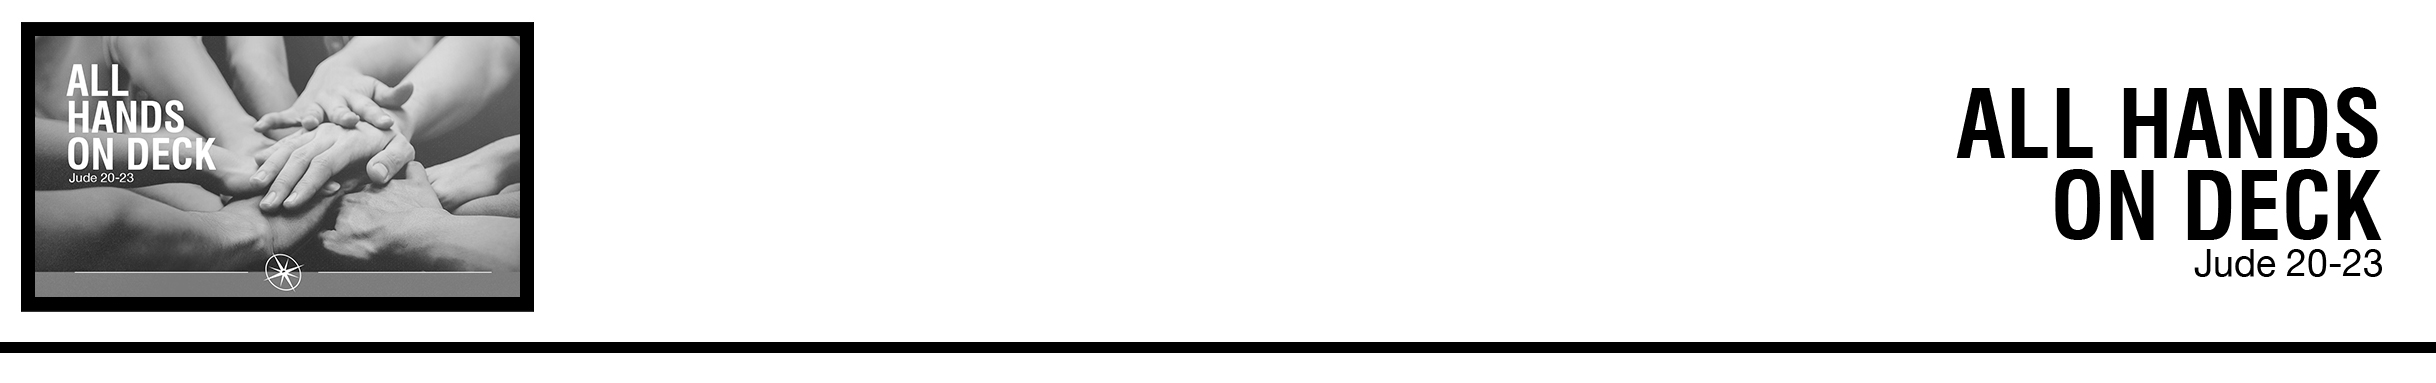 ALL
HANDS
ON DECK
Jude 20-23
ALL HANDS
ON DECK
Jude 20-23